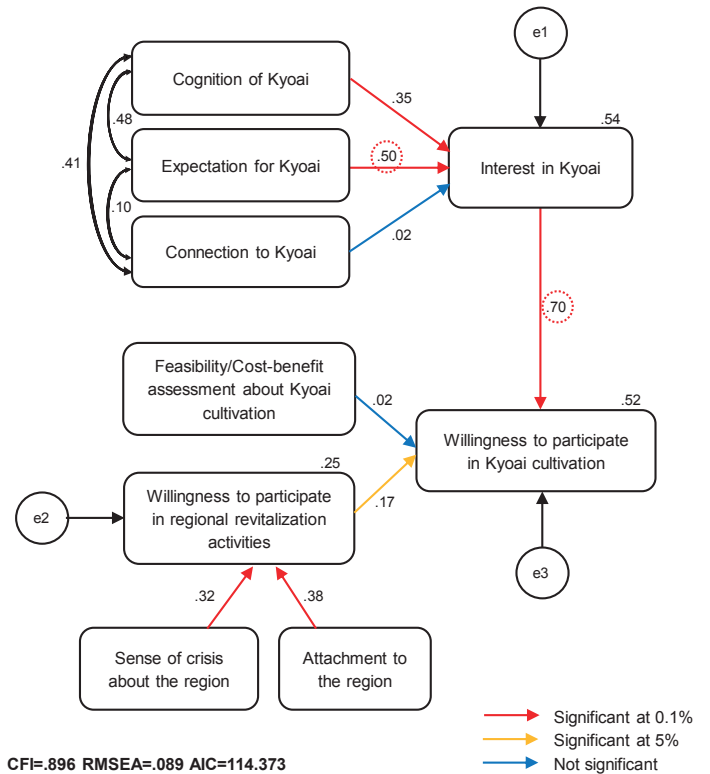 e1
Cognition of Kyoai
.35
.54
.48
.41
Expectation for Kyoai
.50
Interest in Kyoai
.10
Connection to Kyoai
.02
.70
Feasibility/Cost-benefit
assessment about Kyoai
cultivation
.02
.52
Willingness to participate
in Kyoai cultivation
.25
Willingness to participate
in regional revitalization
activities
.17
e2
e3
.32
.38
Sense of crisis
about the region
Attachment to
the region
Significant at 0.1%
Significant at 5%
Not significant
CFI=.896 RMSEA=.089 AIC=114.373